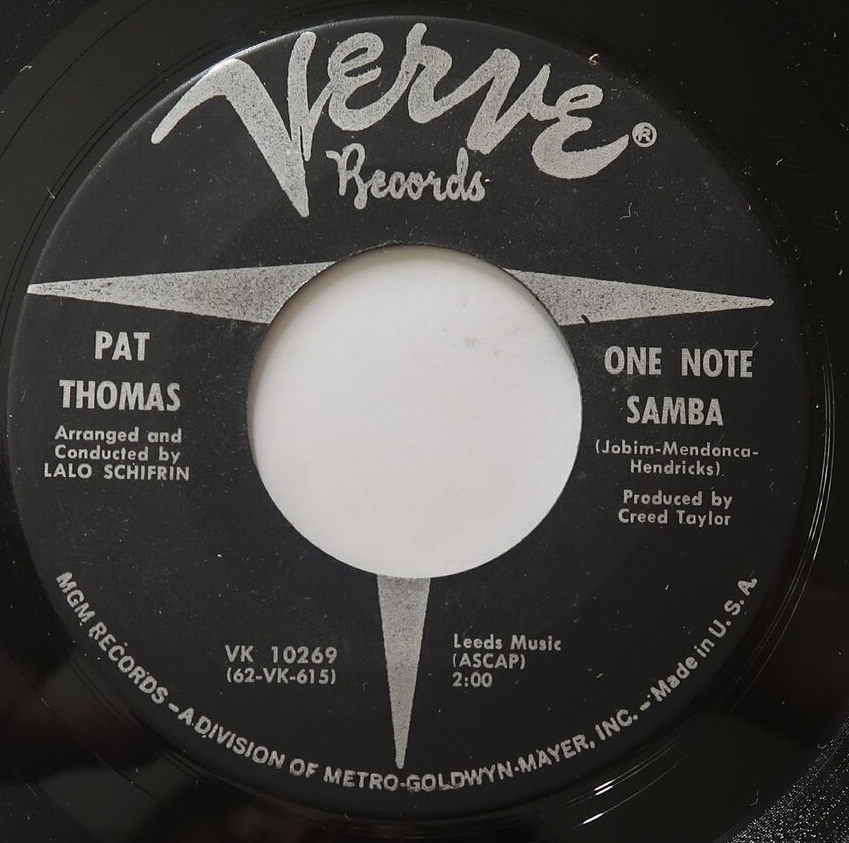 Verve®
Records
PAT
THOMAS
Arranged and
Conducted by
LALO SCHIFRIN
ONE NOTE
SAMBA
(Jobim-Mendonca-
Hendricks)
Produced by
Creed Taylor
VK 10269
(62-VK-615)
Leeds Music
(ASCAP)
2:00
MGM RECORDS – A DIVISION OF METRO-GOLDWYN-MAYER, INC. – Made in U. S. A.